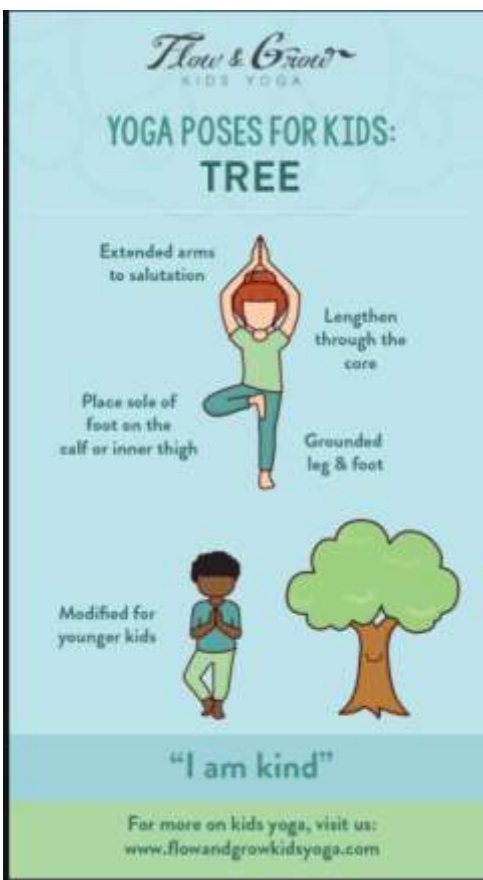 Flow & Grow
KIDS YOGA
YOGA POSES FOR KIDS:
TREE
Extended arms
to salutation
Lengthen
through the
core
Place sole of
foot on the
calf or inner thigh
Grounded
leg & foot
Modified for
younger kids
“I am kind”
For more on kids yoga, visit us:
www.flowandgrowkidsyoga.com